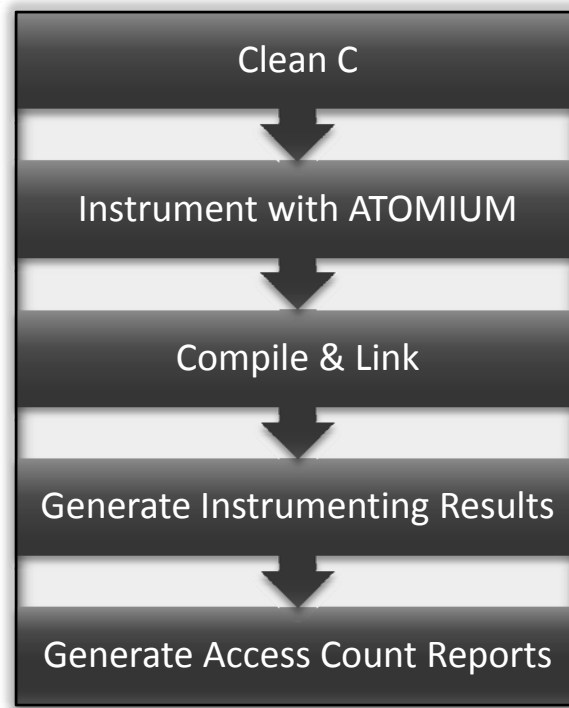 Clean C
Instrument with ATOMIUM
Compile & Link
Generate Instrumenting Results
Generate Access Count Reports